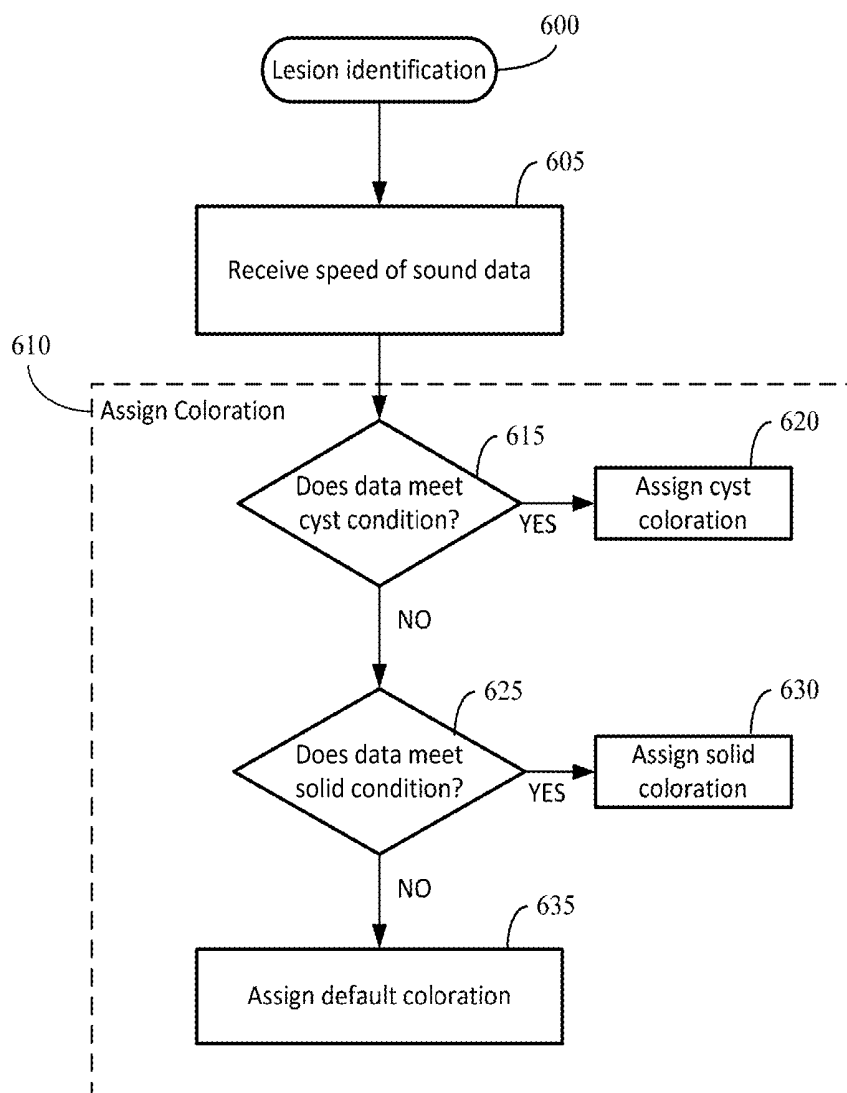 600
Lesion identification
605
Receive speed of sound data
610
Assign Coloration
615
Does data meet
cyst condition?
YES
620
Assign cyst
coloration
NO
625
Does data meet
solid condition?
YES
630
Assign solid
coloration
NO
635
Assign default coloration